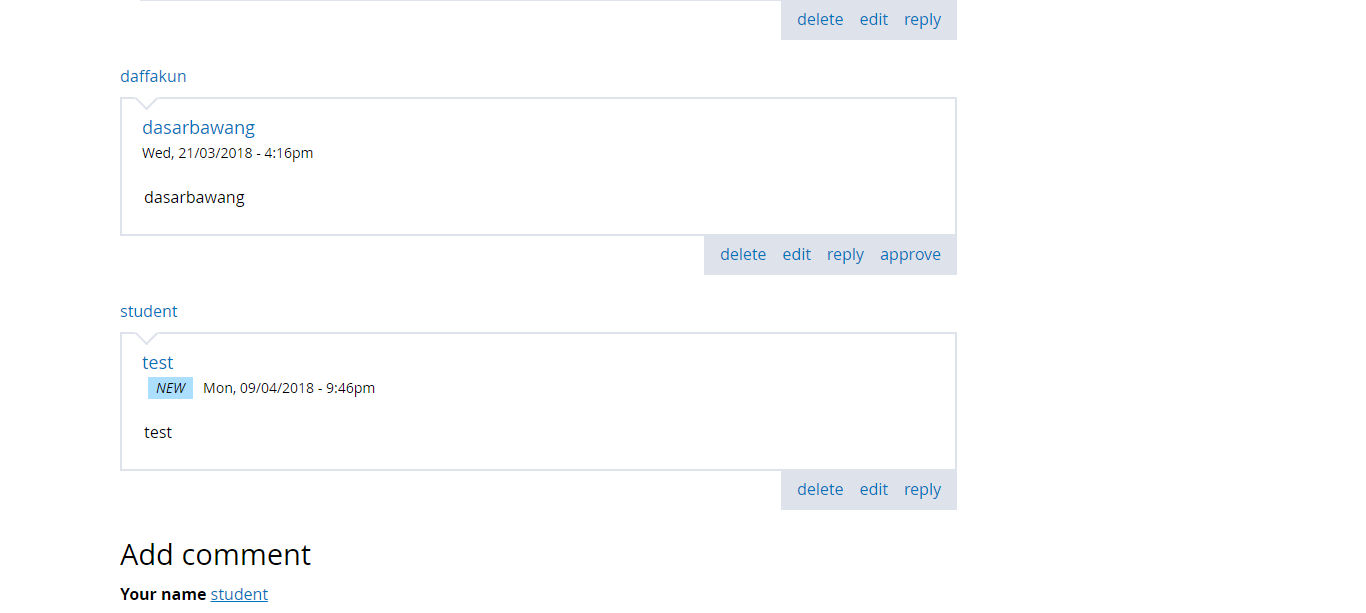 delete edit reply
daffakun
dasarbawang
Wed, 21/03/2018 - 4:16pm
dasarbawang
delete edit reply approve
student
test
NEW Mon, 09/04/2018 - 9:46pm
test
delete edit reply
Add comment
Your name student